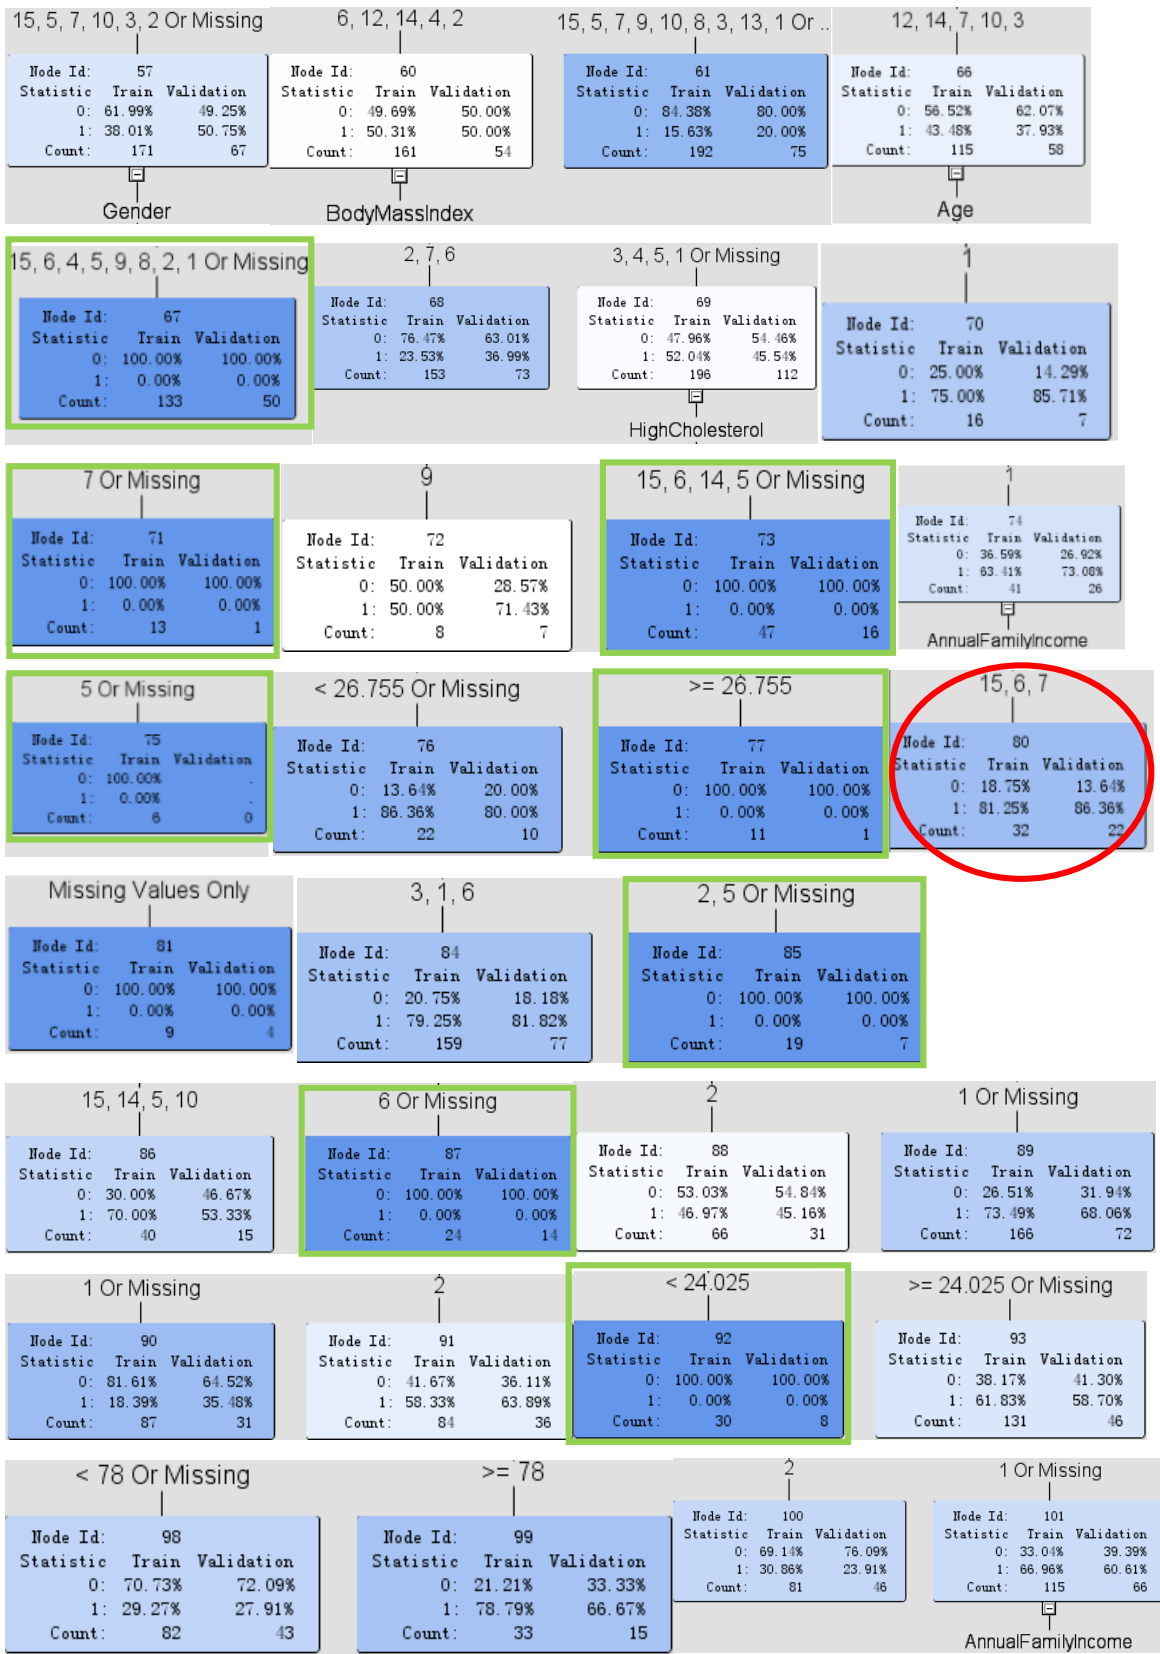 15, 5, 7, 10, 3, 2 Or Missing
Node Id: 57
Statistic Train Validation
0: 61.99% 49.25%
1: 38.01% 50.75%
Count: 171 67
Gender
6, 12, 14, 4, 2
Node Id: 60
Statistic Train Validation
0: 49.69% 50.00%
1: 50.31% 50.00%
Count: 161 54
BodyMassIndex
15, 5, 7, 9, 10, 8, 3, 13, 1 Or ..
Node Id: 61
Statistic Train Validation
0: 84.38% 80.00%
1: 15.63% 20.00%
Count: 192 75
12, 14, 7, 10, 3
Node Id: 66
Statistic Train Validation
0: 56.52% 62.07%
1: 43.48% 37.93%
Count: 115 58
Age
15, 6, 4, 5, 9, 8, 2, 1 Or Missing
Node Id: 67
Statistic Train Validation
0: 100.00% 100.00%
1: 0.00% 0.00%
Count: 133 50
2, 7, 6
Node Id: 68
Statistic Train Validation
0: 76.47% 63.01%
1: 23.53% 36.99%
Count: 153 73
3, 4, 5, 1 Or Missing
Node Id: 69
Statistic Train Validation
0: 47.96% 54.46%
1: 52.04% 45.54%
Count: 196 112
HighCholesterol
1
Node Id: 70
Statistic Train Validation
0: 25.00% 14.29%
1: 75.00% 85.71%
Count: 16 7
7 Or Missing
Node Id: 71
Statistic Train Validation
0: 100.00% 100.00%
1: 0.00% 0.00%
Count: 13 1
9
Node Id: 72
Statistic Train Validation
0: 50.00% 28.57%
1: 50.00% 71.43%
Count: 8 7
15, 6, 14, 5 Or Missing
Node Id: 73
Statistic Train Validation
0: 100.00% 100.00%
1: 0.00% 0.00%
Count: 47 16
1
Node Id: 74
Statistic Train Validation
0: 36.59% 26.92%
1: 63.41% 73.08%
Count: 41 26
AnnualFamilyIncome
5 Or Missing
Node Id: 75
Statistic Train Validation
0: 100.00% .
1: 0.00% .
Count: 6 0
< 26.755 Or Missing
Node Id: 76
Statistic Train Validation
0: 13.64% 20.00%
1: 86.36% 80.00%
Count: 22 10
>= 26.755
Node Id: 77
Statistic Train Validation
0: 100.00% 100.00%
1: 0.00% 0.00%
Count: 11 1
15, 6, 7
Node Id: 80
Statistic Train Validation
0: 18.75% 13.64%
1: 81.25% 86.36%
Count: 32 22
Missing Values Only
Node Id: 81
Statistic Train Validation
0: 100.00% 100.00%
1: 0.00% 0.00%
Count: 9 4
3, 1, 6
Node Id: 84
Statistic Train Validation
0: 20.75% 18.18%
1: 79.25% 81.82%
Count: 159 77
2, 5 Or Missing
Node Id: 85
Statistic Train Validation
0: 100.00% 100.00%
1: 0.00% 0.00%
Count: 19 7
15, 14, 5, 10
Node Id: 86
Statistic Train Validation
0: 30.00% 46.67%
1: 70.00% 53.33%
Count: 40 15
6 Or Missing
Node Id: 87
Statistic Train Validation
0: 100.00% 100.00%
1: 0.00% 0.00%
Count: 24 14
2
Node Id: 88
Statistic Train Validation
0: 53.03% 54.84%
1: 46.97% 45.16%
Count: 66 31
1 Or Missing
Node Id: 89
Statistic Train Validation
0: 26.51% 31.94%
1: 73.49% 68.06%
Count: 166 72
1 Or Missing
Node Id: 90
Statistic Train Validation
0: 81.61% 64.52%
1: 18.39% 35.48%
Count: 87 31
2
Node Id: 91
Statistic Train Validation
0: 41.67% 36.11%
1: 58.33% 63.89%
Count: 84 36
< 24.025
Node Id: 92
Statistic Train Validation
0: 100.00% 100.00%
1: 0.00% 0.00%
Count: 30 8
>= 24.025 Or Missing
Node Id: 93
Statistic Train Validation
0: 38.17% 41.30%
1: 61.83% 58.70%
Count: 131 46
< 78 Or Missing
Node Id: 98
Statistic Train Validation
0: 70.73% 72.09%
1: 29.27% 27.91%
Count: 82 43
>= 78
Node Id: 99
Statistic Train Validation
0: 21.21% 33.33%
1: 78.79% 66.67%
Count: 33 15
2
Node Id: 100
Statistic Train Validation
0: 69.14% 76.09%
1: 30.86% 23.91%
Count: 81 46
1 Or Missing
Node Id: 101
Statistic Train Validation
0: 33.04% 39.39%
1: 66.96% 60.61%
Count: 115 66
AnnualFamilyIncome